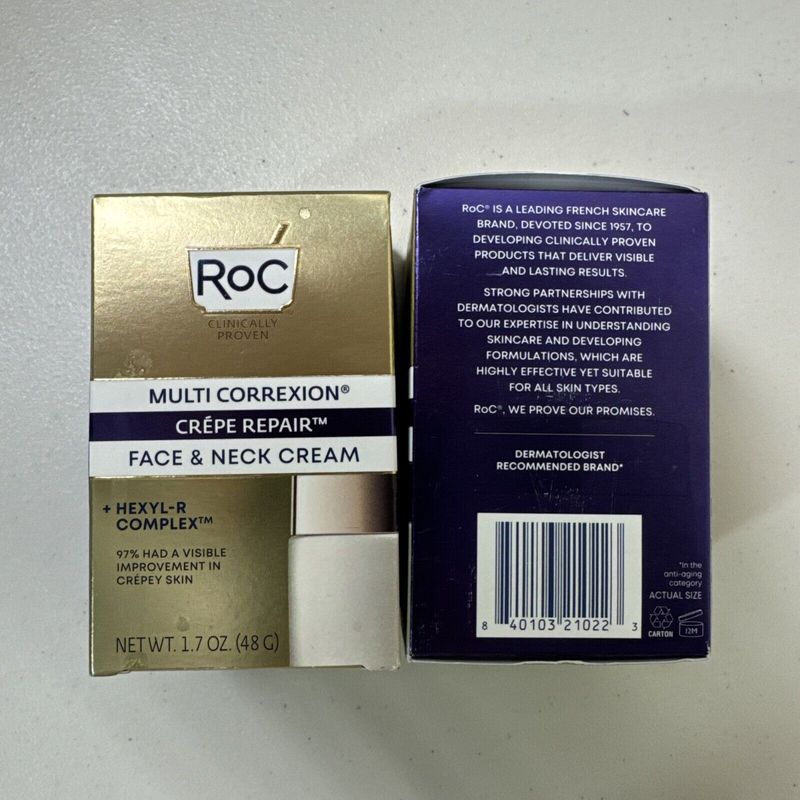 RoC
CLINICALLY
PROVEN
MULTI CORREXION®
CRÉPE REPAIR™
FACE & NECK CREAM
+ HEXYL-R
COMPLEX™
97% HAD A VISIBLE
IMPROVEMENT IN
CRÉPEY SKIN
NET WT. 1.7 OZ. (48 G)
RoC® IS A LEADING FRENCH SKINCARE
BRAND, DEVOTED SINCE 1957, TO
DEVELOPING CLINICALLY PROVEN
PRODUCTS THAT DELIVER VISIBLE
AND LASTING RESULTS.
STRONG PARTNERSHIPS WITH
DERMATOLOGISTS HAVE CONTRIBUTED
TO OUR EXPERTISE IN UNDERSTANDING
SKINCARE AND DEVELOPING
FORMULATIONS, WHICH ARE
HIGHLY EFFECTIVE YET SUITABLE
FOR ALL SKIN TYPES.
RoC®, WE PROVE OUR PROMISES.
DERMATOLOGIST
RECOMMENDED BRAND*
8 40103 21022 3
*In the
anti-aging
category
ACTUAL SIZE
CARTON
12M